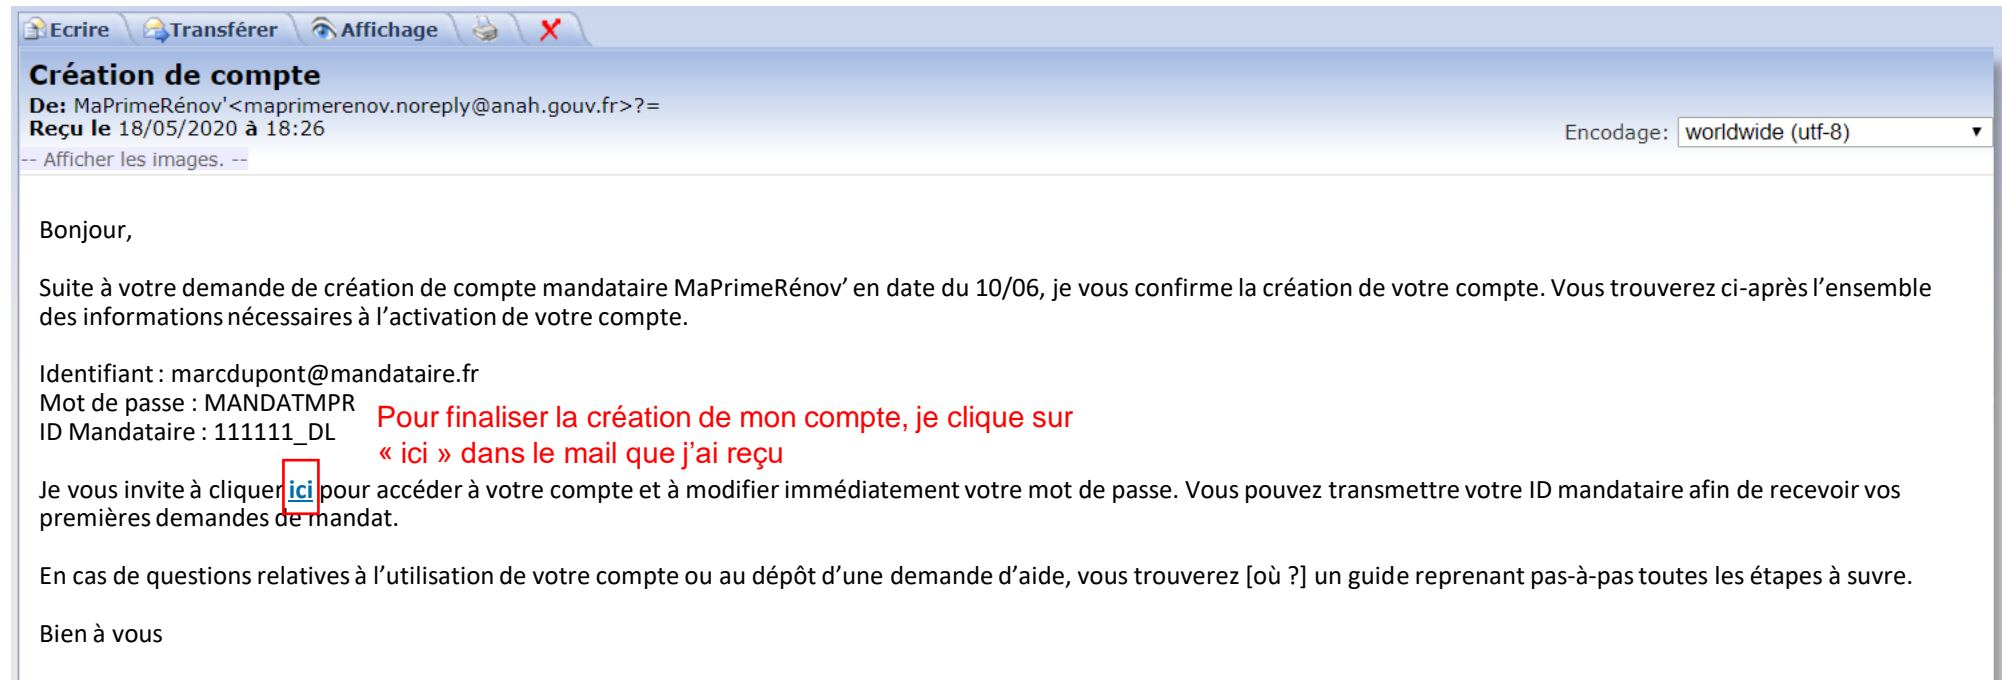 Ecrire Transférer Affichage
Création de compte
De: MaPrimeRénov'<maprimerenov.noreply@anah.gouv.fr>?=
Reçu le 18/05/2020 à 18:26
Encodage: worldwide (utf-8)
-- Afficher les images. --
Bonjour,
Suite à votre demande de création de compte mandataire MaPrimeRénov’ en date du 10/06, je vous confirme la création de votre compte. Vous trouverez ci-après l’ensemble
des informations nécessaires à l’activation de votre compte.
Identifiant : marcdupont@mandataire.fr
Mot de passe : MANDATMPR
ID Mandataire : 111111_DL
Pour finaliser la création de mon compte, je clique sur
« ici » dans le mail que j’ai reçu
Je vous invite à cliquer ici pour accéder à votre compte et à modifier immédiatement votre mot de passe. Vous pouvez transmettre votre ID mandataire afin de recevoir vos
premières demandes de mandat.
En cas de questions relatives à l’utilisation de votre compte ou au dépôt d’une demande d’aide, vous trouverez [où ?] un guide reprenant pas-à-pas toutes les étapes à suvre.
Bien à vous